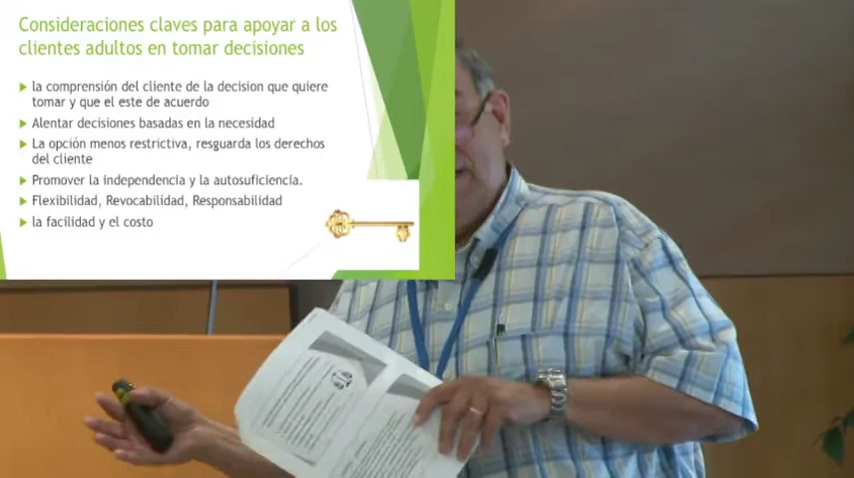 Consideraciones claves para apoyar a los
clientes adultos en tomar decisiones
la comprensión del cliente de la decision que quiere
tomar y que el este de acuerdo
Alentar decisiones basadas en la necesidad
La opción menos restrictiva, resguarda los derechos
del cliente
Promover la independencia y la autosuficiencia.
Flexibilidad, Revocabilidad, Responsabilidad
la facilidad y el costo